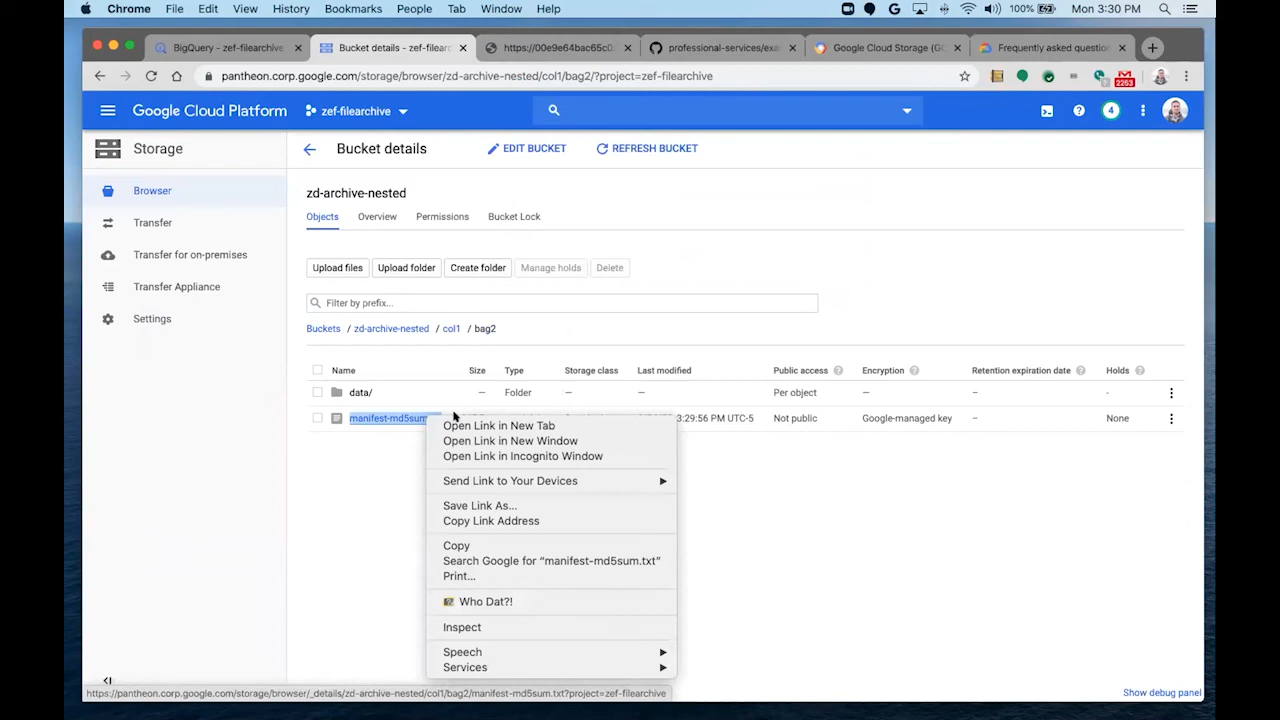 Chrome File Edit View History Bookmarks People Tab Window Help 100% Mon 3:30 PM
BigQuery - zef-filearchive Bucket details - zef-filearc https://00e9e64bac65c0 professional-services/exa Google Cloud Storage (GC Frequently asked questio
pantheon.corp.google.com/storage/browser/zd-archive-nested/col1/bag2/?project=zef-filearchive 2253
Google Cloud Platform zef-filearchive 4
Storage Bucket details EDIT BUCKET REFRESH BUCKET
Browser
Transfer
Transfer for on-premises
Transfer Appliance
Settings
zd-archive-nested
Objects Overview Permissions Bucket Lock
Upload files Upload folder Create folder Manage holds Delete
Filter by prefix...
Buckets / zd-archive-nested / col1 / bag2
Name Size Type Storage class Last modified Public access Encryption Retention expiration date Holds
data/ — Folder — — Per object — — -
manifest-md5sum 3:29:56 PM UTC-5 Not public Google-managed key — None
Open Link in New Tab
Open Link in New Window
Open Link in Incognito Window
Send Link to Your Devices
Save Link As...
Copy Link Address
Copy
Search Google for “manifest-md5sum.txt”
Print...
Who Dat?!
Inspect
Speech
Services
https://pantheon.corp.google.com/storage/browser/_details/zd-archive-nested/col1/bag2/manifest-md5sum.txt?project=zef-filearchive
Show debug panel